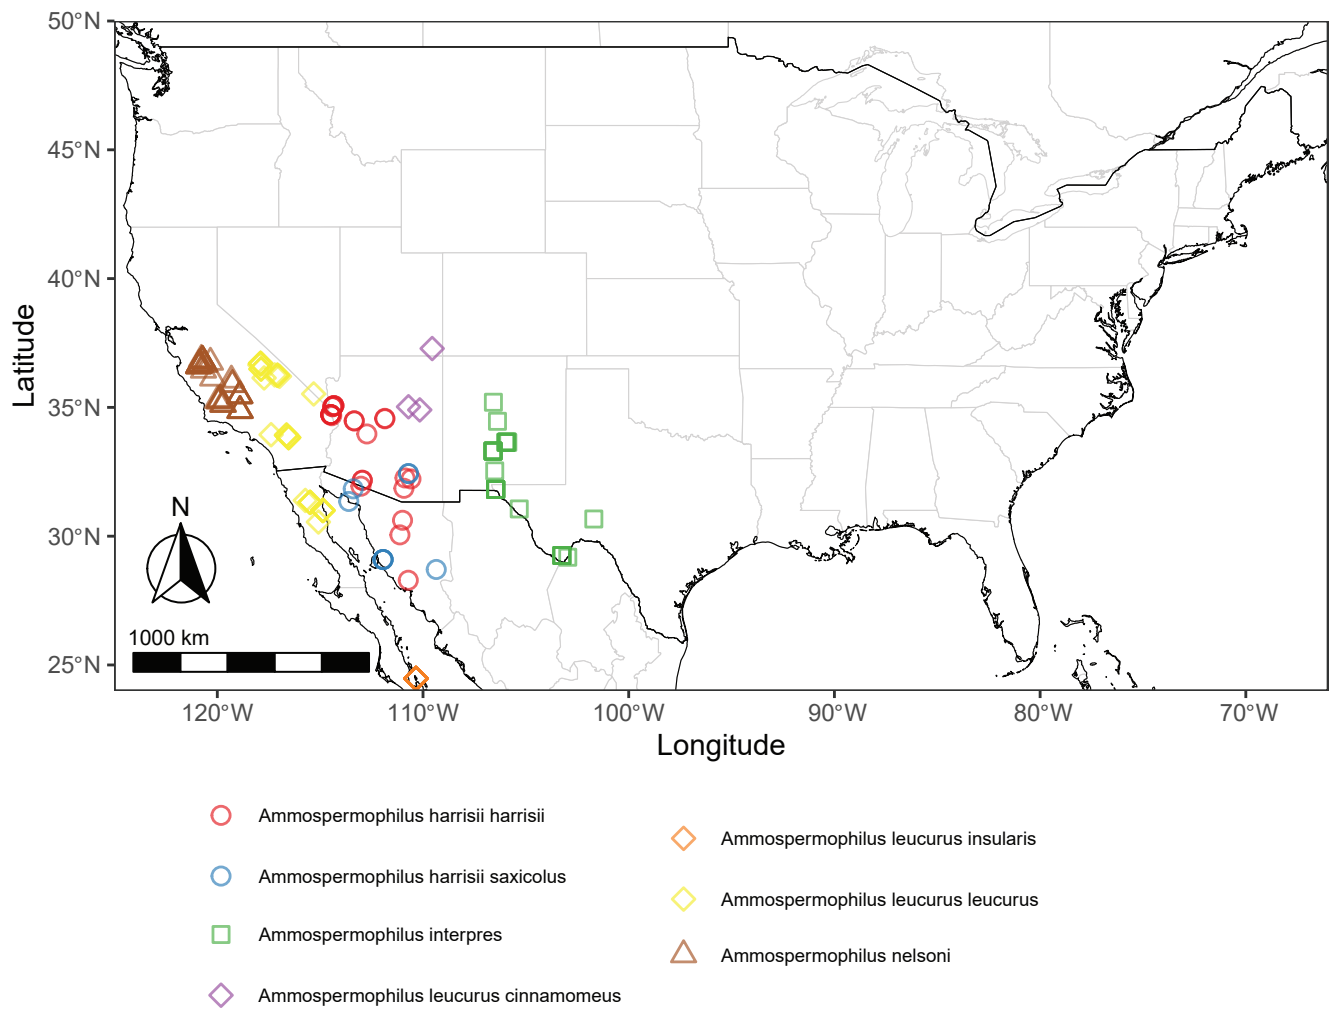 50°N
45°N
40°N
35°N
30°N
25°N
Latitude
N
1000 km
120°W
110°W
100°W
90°W
80°W
70°W
Longitude
Ammospermophilus harrisii harrisii
Ammospermophilus harrisii saxicolus
Ammospermophilus interpres
Ammospermophilus leucurus cinnamomeus
Ammospermophilus leucurus insularis
Ammospermophilus leucurus leucurus
Ammospermophilus nelsoni